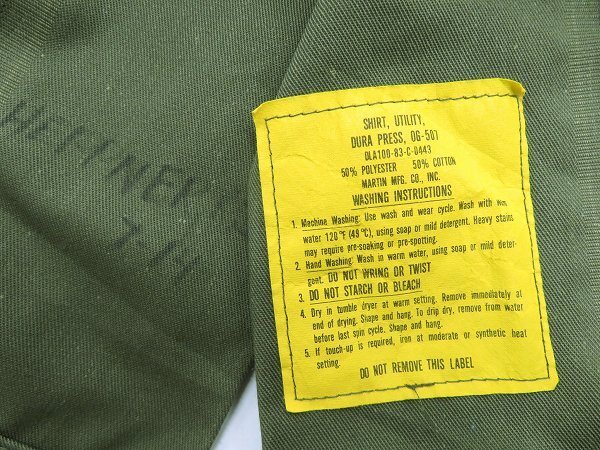 SHIRT, UTILITY,
DURA PRESS, OG-507
DLA100-83-C-0443
50% POLYESTER 50% COTTON
MARTIN MFG. CO., INC.
WASHING INSTRUCTIONS
1. Machine Washing: Use wash and wear cycle. Wash with
water 120°F (49°C), using soap or mild detergent. Heavy stains
may require pre-soaking or pre-spotting.
2. Hand Washing: Wash in warm water, using soap or mild deter-
gent. DO NOT WRING OR TWIST
3. DO NOT STARCH OR BLEACH
4. Dry in tumble dryer at warm setting. Remove immediately at
end of drying. Shape and hang. To drip dry, remove from water
before last spin cycle. Shape and hang.
5. If touch-up is required, iron at moderate or synthetic heat
setting.
DO NOT REMOVE THIS LABEL